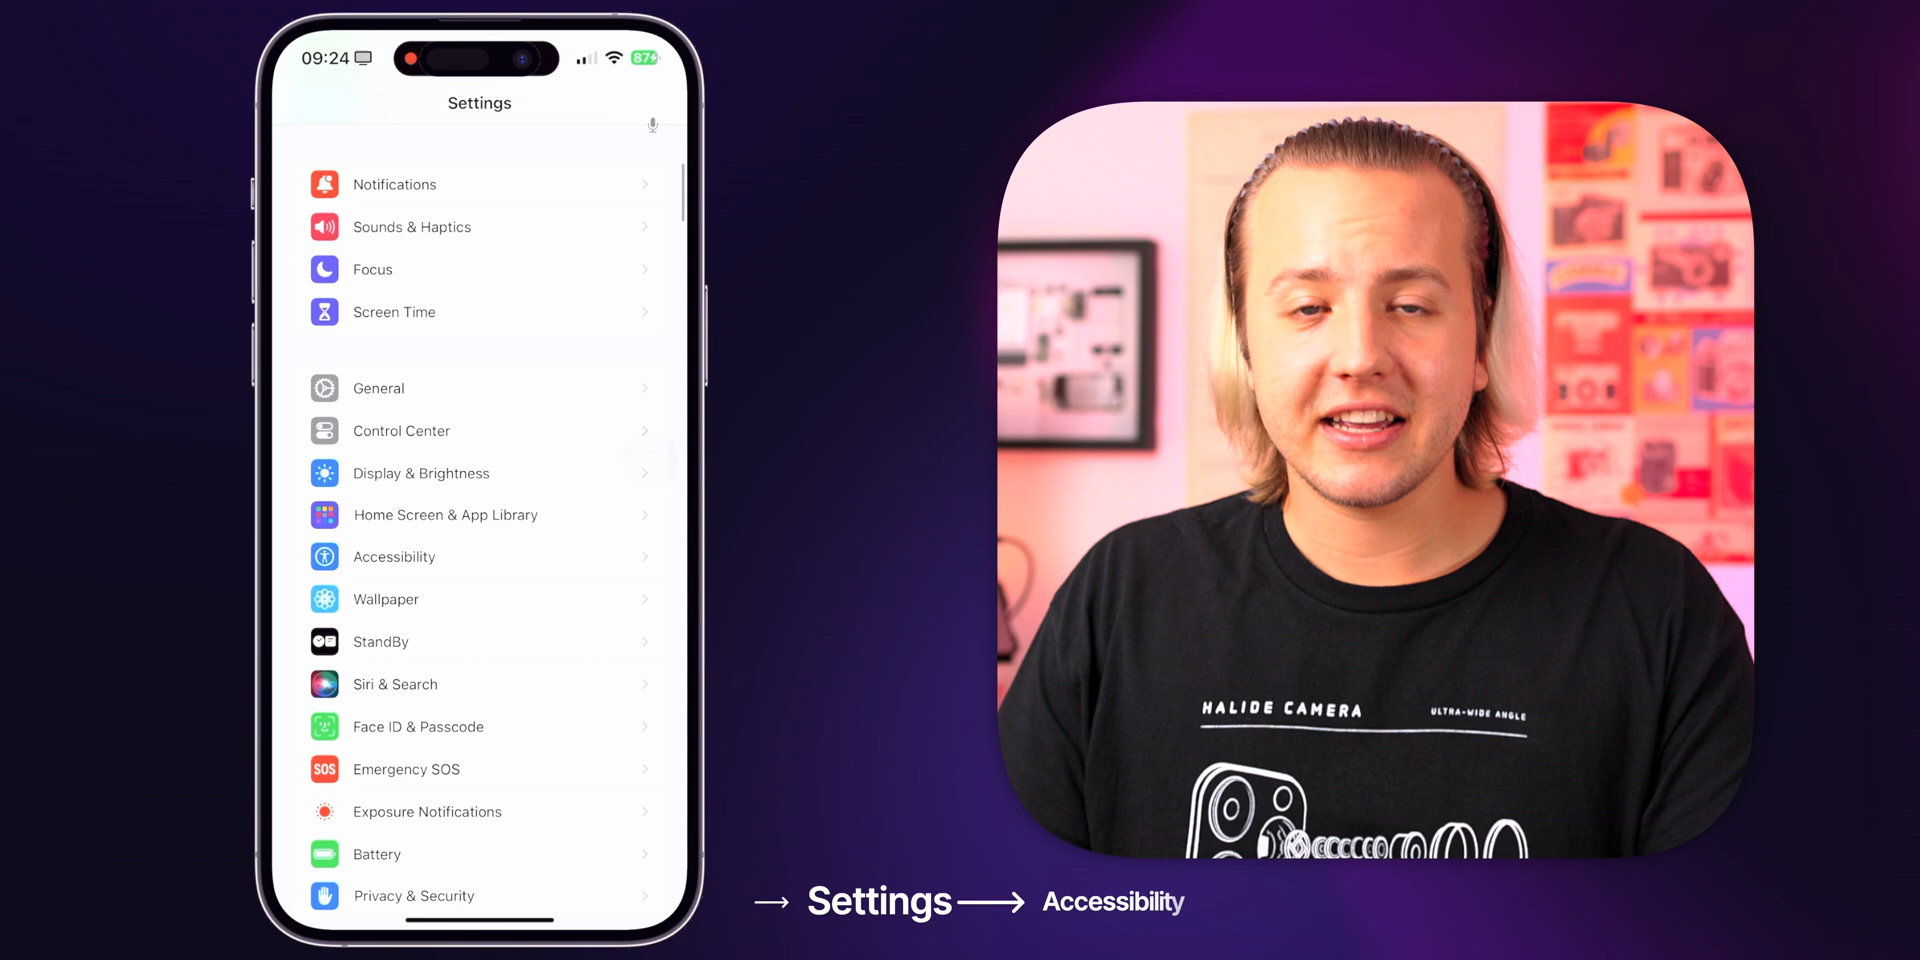 09:24
87
Settings
Notifications
Sounds & Haptics
Focus
Screen Time
General
Control Center
Display & Brightness
Home Screen & App Library
Accessibility
Wallpaper
StandBy
Siri & Search
Face ID & Passcode
SOS
Emergency SOS
Exposure Notifications
Battery
Privacy & Security
HALIDE CAMERA
ULTRA-WIDE ANGLE
→ Settings → Accessibility